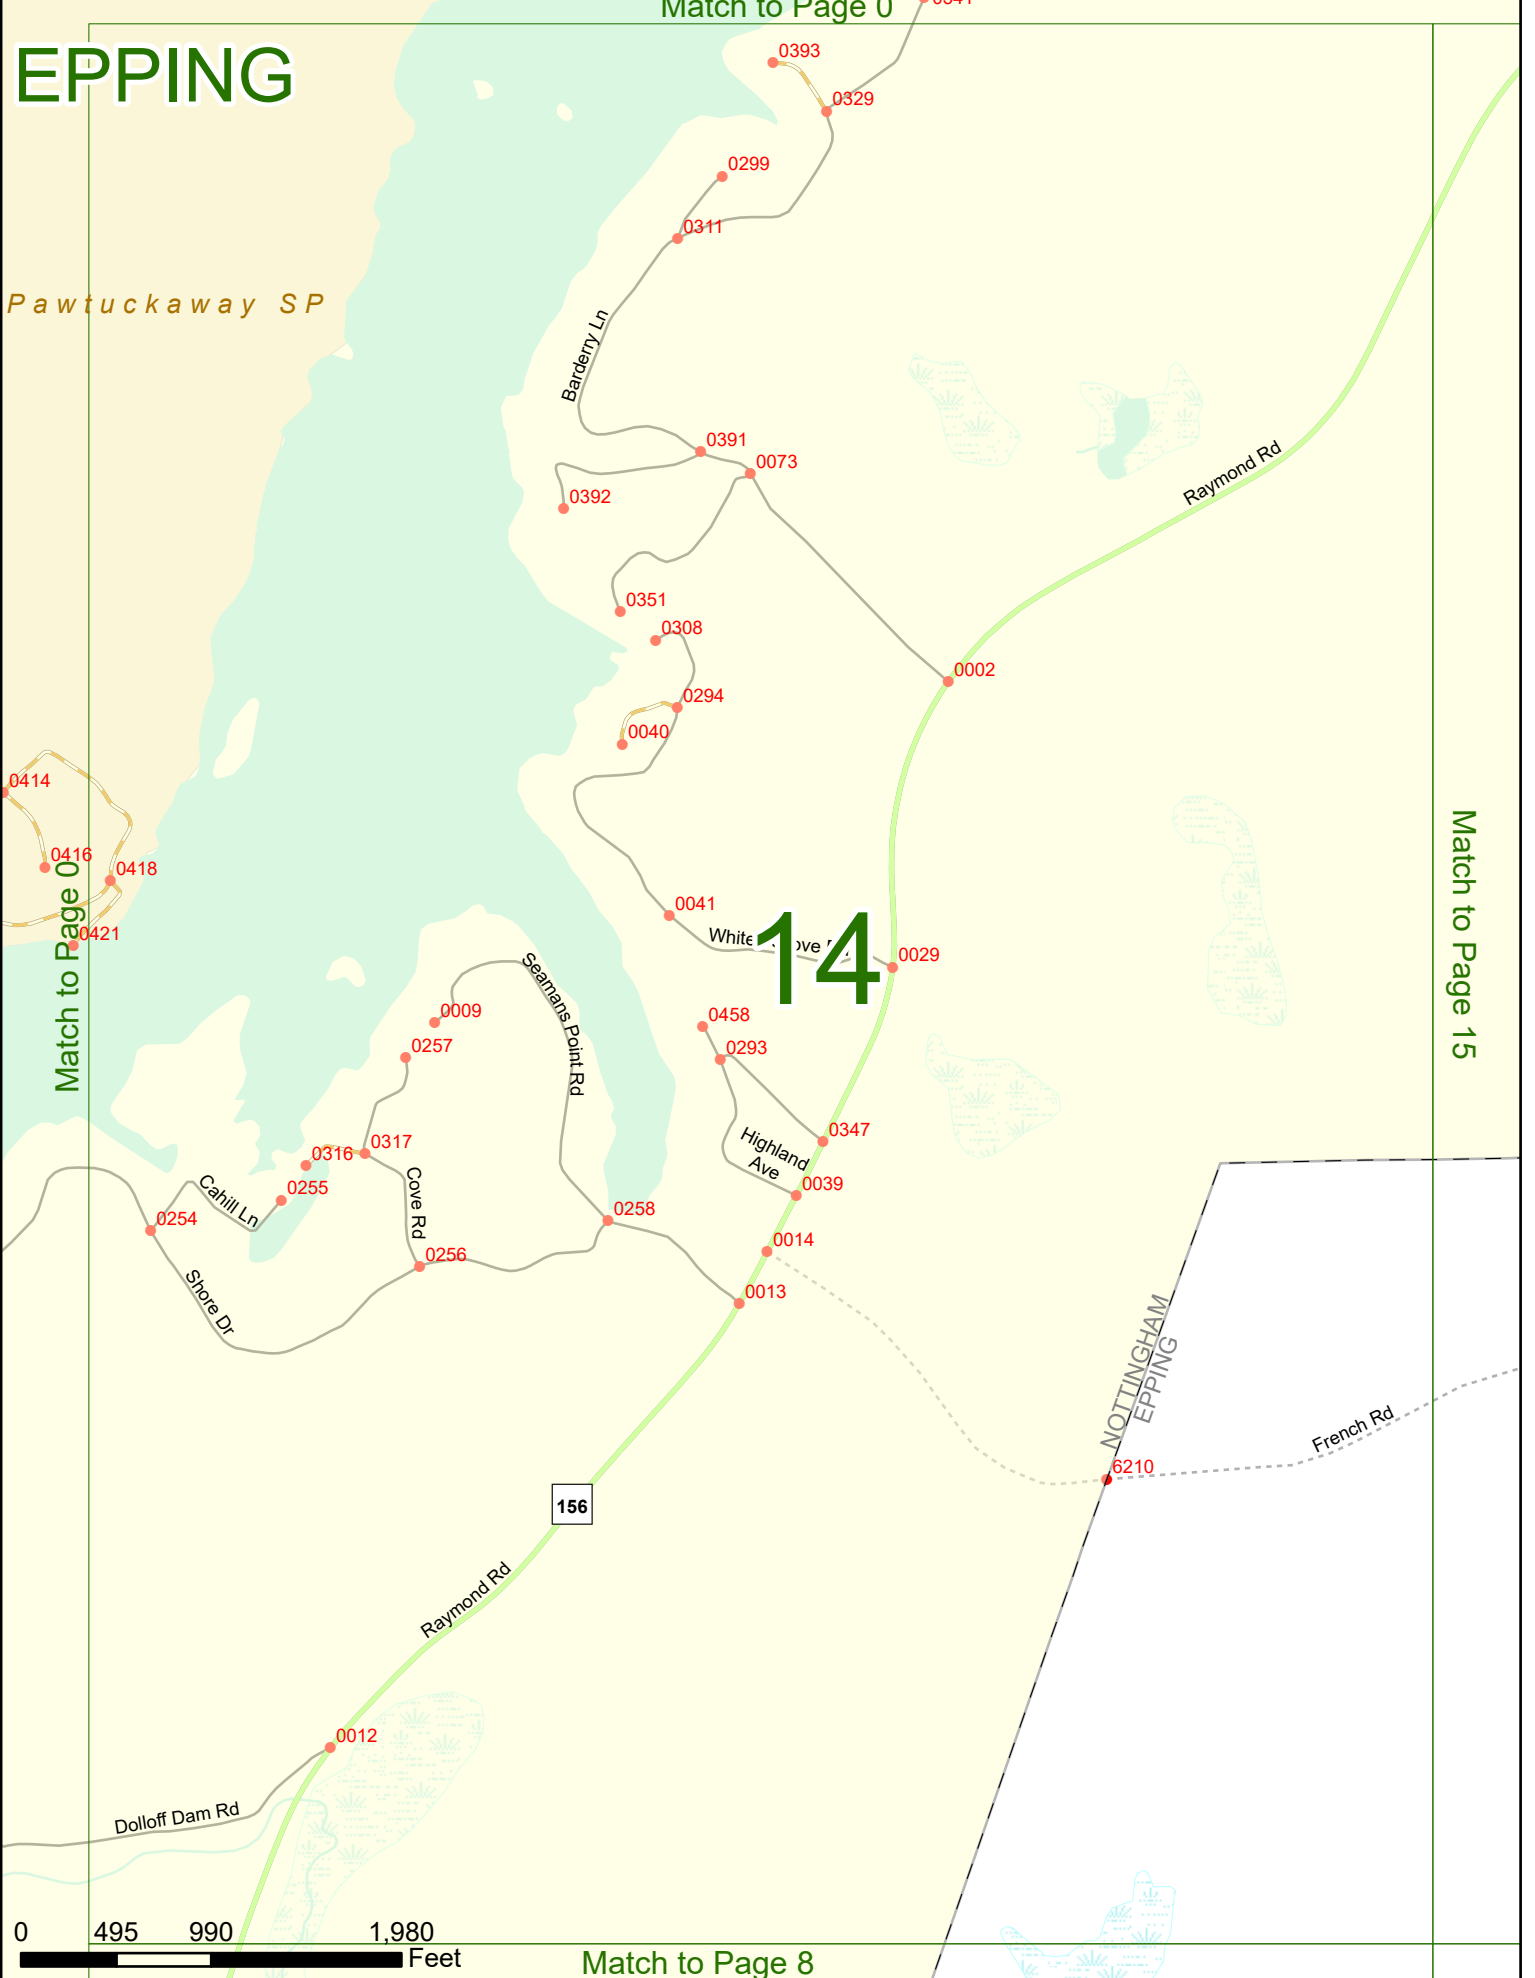 Match to Page 0
EPPING
0393
0329
0299
0311
Pawtuckaway SP
Barderry Ln
0391
0073
0392
Raymond Rd
0351
0308
0002
0294
0040
0414
0416
0418
0421
Match to Page 0
Match to Page 15
0041
White
ove
14
0029
Seamans Point Rd
0009
0257
0458
0293
0347
Highland
Ave
0039
0317
0316
0255
Cahill Ln
0254
Cove Rd
0258
0256
0014
0013
Shore Dr
NOTTINGHAM
EPPING
French Rd
6210
156
Raymond Rd
0012
Dolloff Dam Rd
0 495 990 1,980
Feet
Match to Page 8